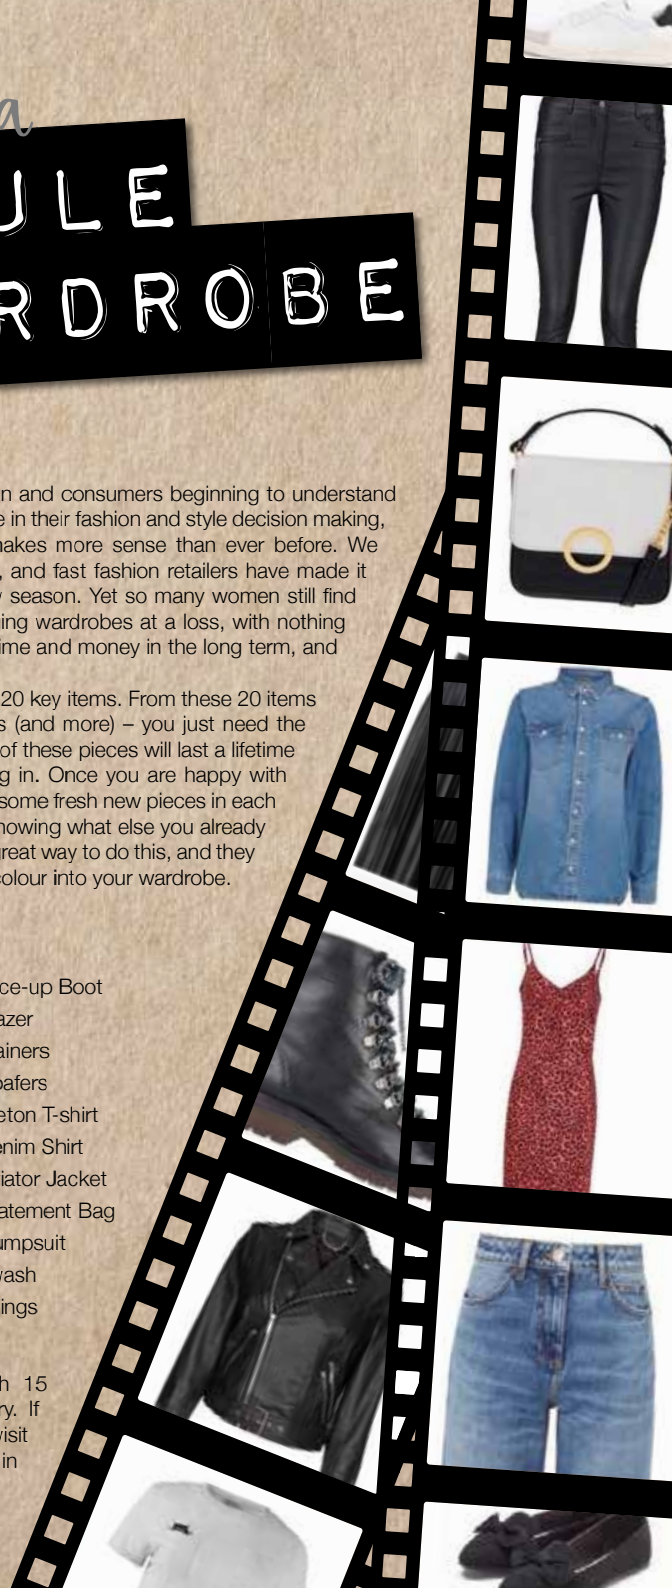 a
ULE
RDROBE
n and consumers beginning to understand
e in their fashion and style decision making,
makes more sense than ever before. We
, and fast fashion retailers have made it
season. Yet so many women still find
ing wardrobes at a loss, with nothing
ime and money in the long term, and
20 key items. From these 20 items
s (and more) – you just need the
of these pieces will last a lifetime
g in. Once you are happy with
some fresh new pieces in each
nowing what else you already
great way to do this, and they
colour into your wardrobe.
ce-up Boot
azer
ainers
oafers
eton T-shirt
enim Shirt
iator Jacket
atement Bag
umpsuit
wash
ings
h 15
ry. If
visit
in